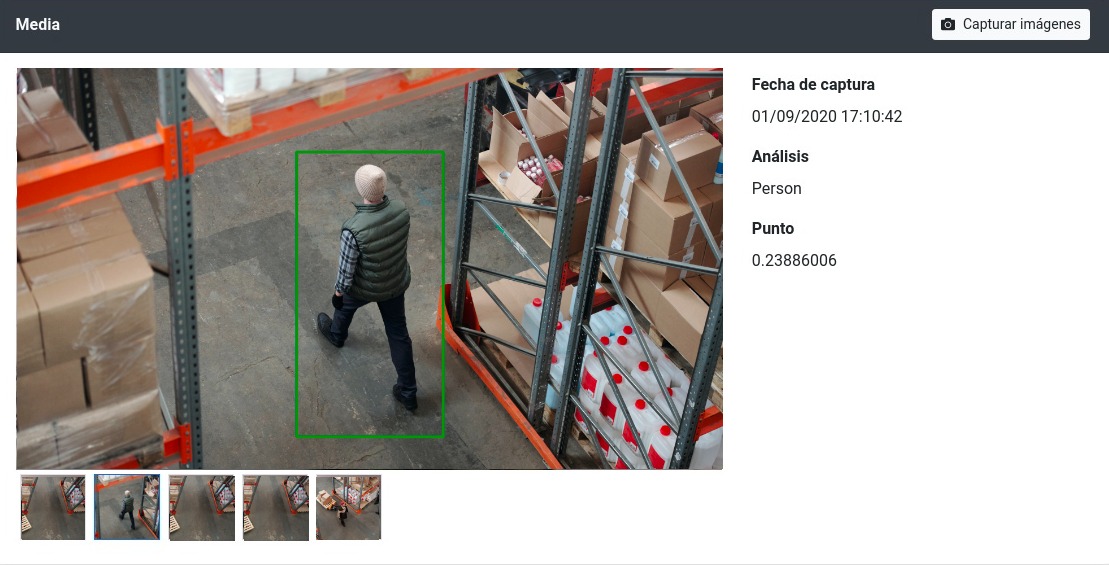 Media
Capturar imágenes
Fecha de captura
01/09/2020 17:10:42
Análisis
Person
Punto
0.23886006